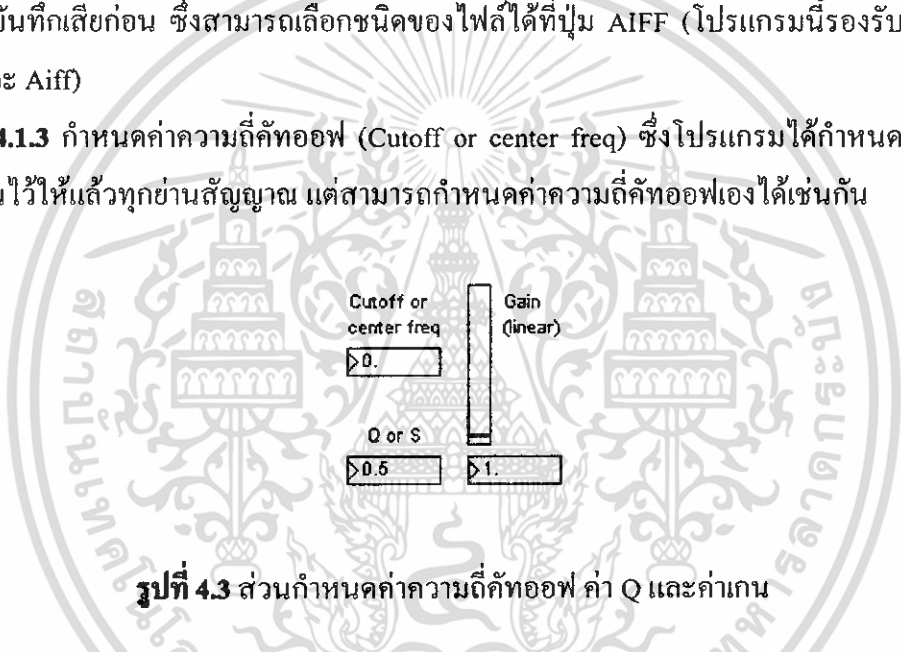 บันทึกเสียก่อน ซึ่งสามารถเลือกชนิดของไฟล์ได้ที่ปุ่ม AIFF (โปรแกรมนี้รองรับ
Aiff)
4.1.3 กำหนดค่าความถี่คัทออฟ (Cutoff or center freq) ซึ่งโปรแกรมได้กำหนด
ไว้ให้แล้วทุกย่านสัญญาณ แต่สามารถกำหนดค่าความถี่คัทออฟเองได้เช่นกัน
Cutoff or
center freq
0.
Gain
(linear)
Q or S
0.5
1.
รูปที่ 4.3 ส่วนกำหนดค่าความถี่คัทออฟ ค่า Q และค่าเกน